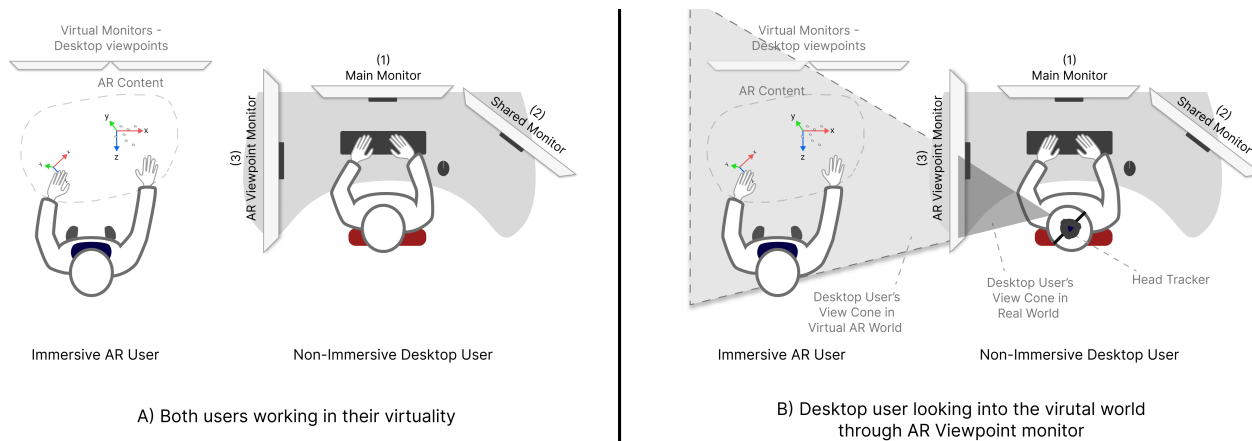 Virtual Monitors -
Desktop viewpoints
AR Content
y
x
z
(1)
Main Monitor
(2)
Shared Monitor
(3)
AR Viewpoint Monitor
Immersive AR User
Non-Immersive Desktop User
A) Both users working in their virtuality
Virtual Monitors -
Desktop viewpoints
AR Content
y
x
z
(1)
Main Monitor
(2)
Shared Monitor
(3)
AR Viewpoint Monitor
Head Tracker
Desktop User's
View Cone in
Real World
Desktop User's
View Cone in
Virtual AR World
Immersive AR User
Non-Immersive Desktop User
B) Desktop user looking into the virutal world
through AR Viewpoint monitor